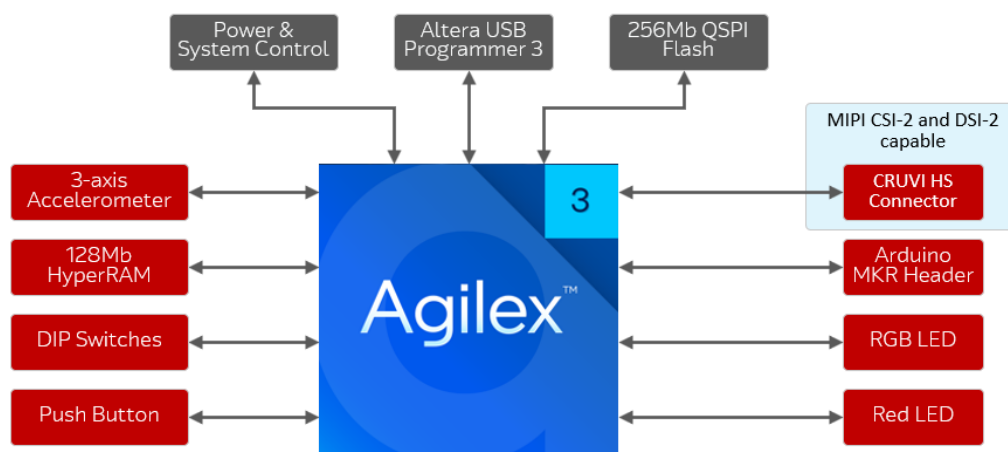 Power &
System Control
Altera USB
Programmer 3
256Mb QSPI
Flash
MIPI CSI-2 and DSI-2
capable
3-axis
Accelerometer
3
CRUVI HS
Connector
128Mb
HyperRAM
Arduino
MKR Header
Agilex™
DIP Switches
RGB LED
Push Button
Red LED